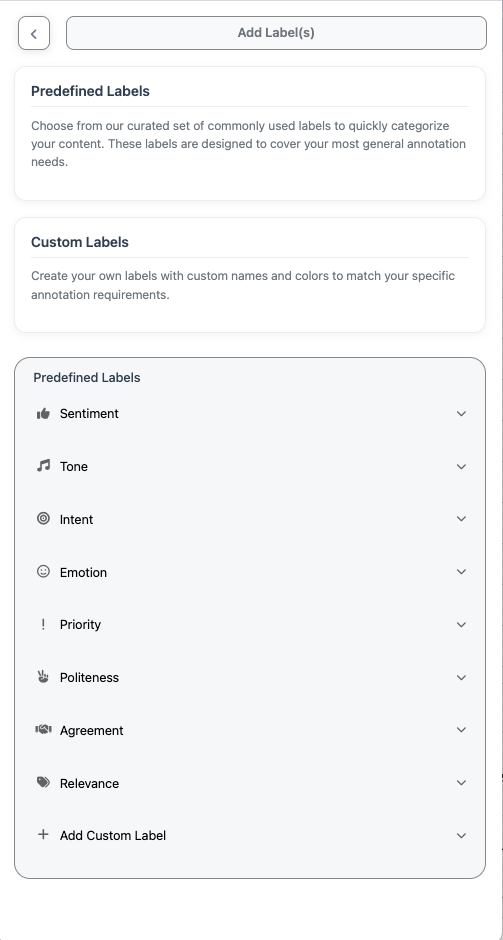 Add Label(s)
Predefined Labels
Choose from our curated set of commonly used labels to quickly categorize
your content. These labels are designed to cover your most general annotation
needs.
Custom Labels
Create your own labels with custom names and colors to match your specific
annotation requirements.
Predefined Labels
Sentiment
Tone
Intent
Emotion
Priority
Politeness
Agreement
Relevance
Add Custom Label